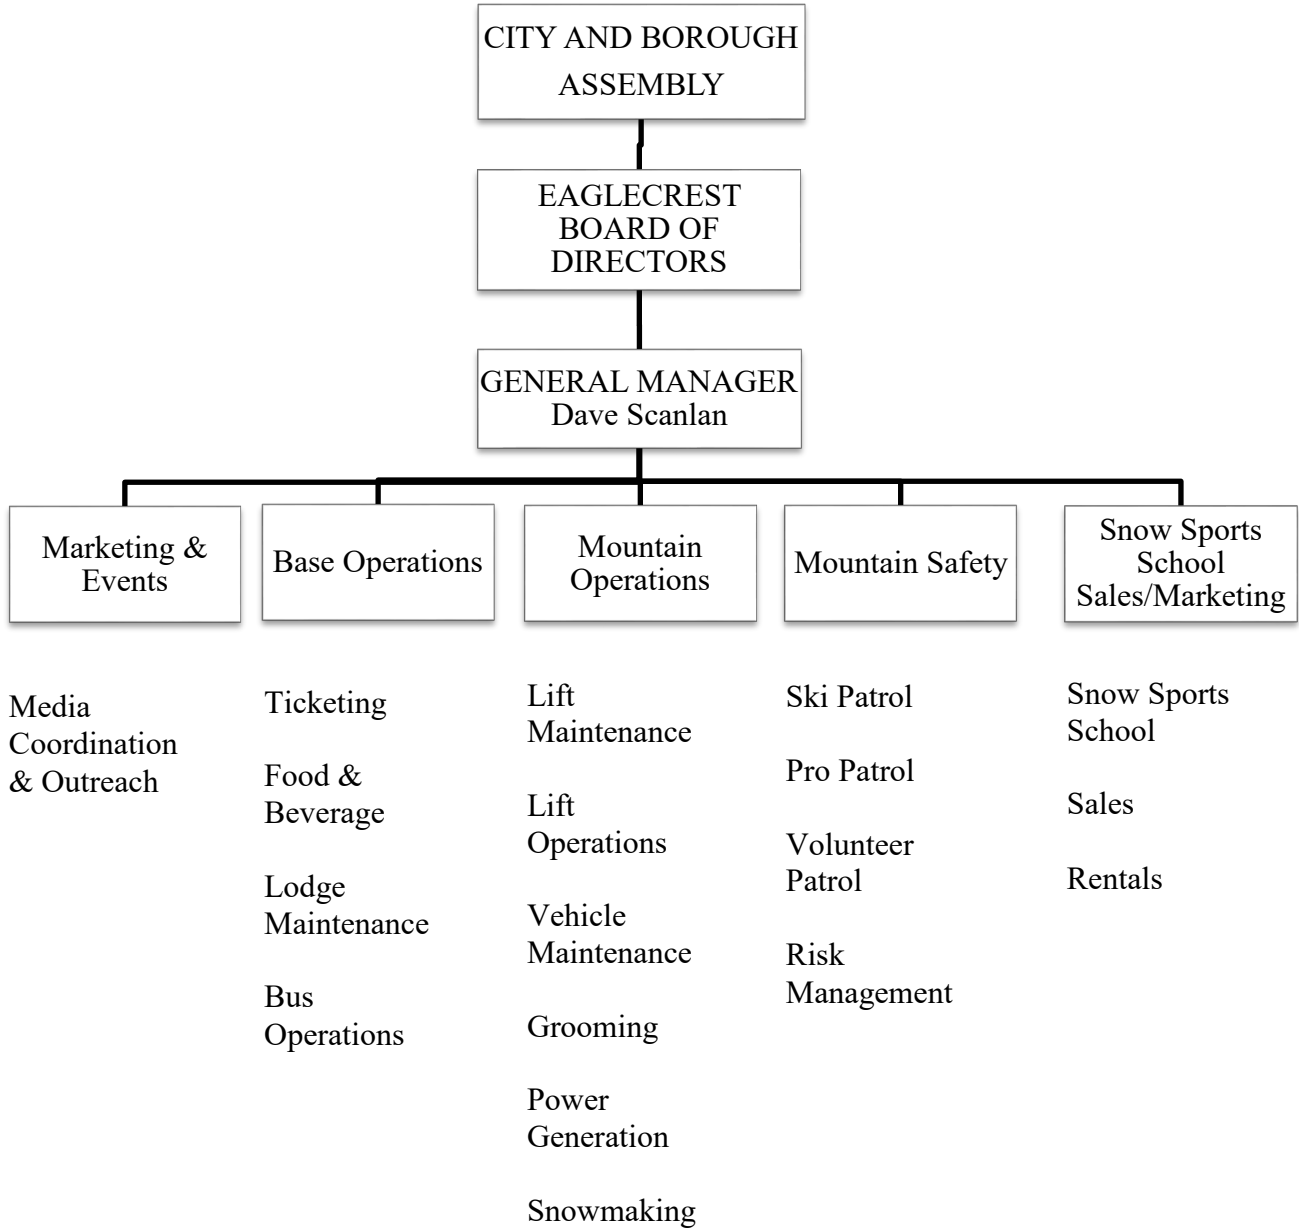 CITY AND BOROUGH
ASSEMBLY
EAGLECREST
BOARD OF
DIRECTORS
GENERAL MANAGER
Dave Scanlan
Marketing &
Events
Base Operations
Mountain
Operations
Mountain Safety
Snow Sports
School
Sales/Marketing
Media
Coordination
& Outreach
Ticketing
Food &
Beverage
Lodge
Maintenance
Bus
Operations
Lift
Maintenance
Lift
Operations
Vehicle
Maintenance
Grooming
Power
Generation
Snowmaking
Ski Patrol
Pro Patrol
Volunteer
Patrol
Risk
Management
Snow Sports
School
Sales
Rentals